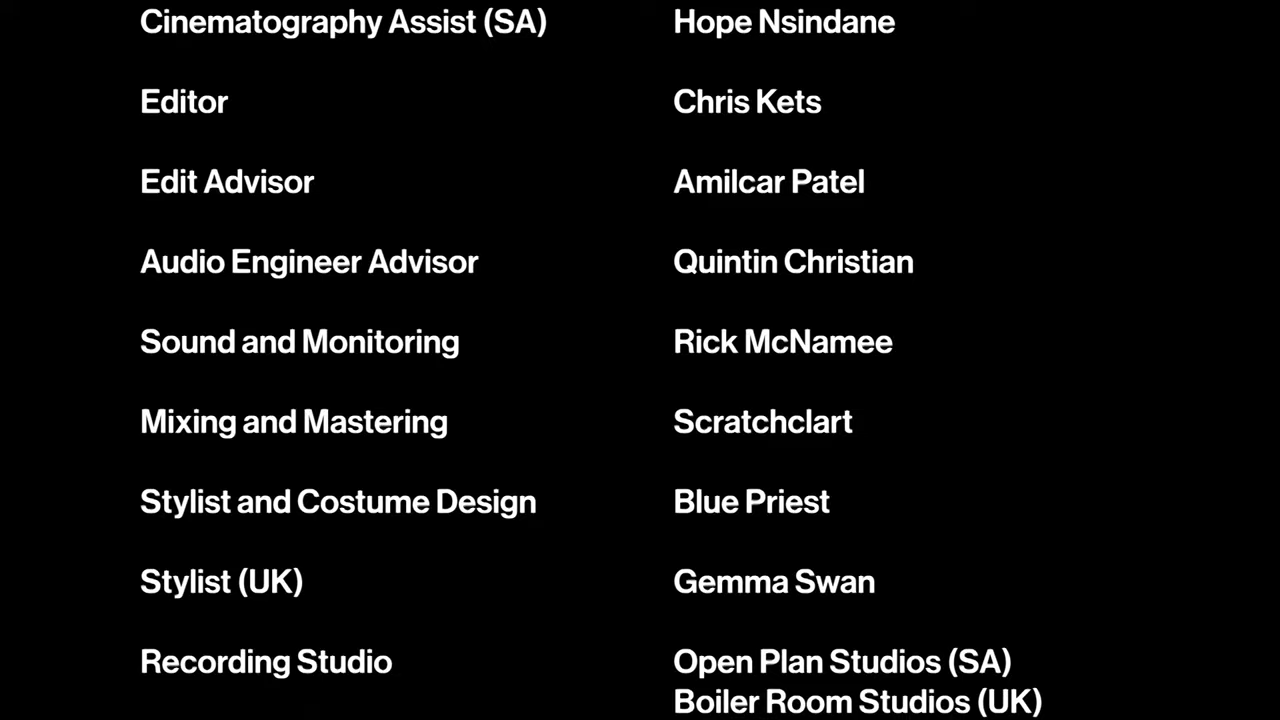 Cinematography Assist (SA) Hope Nsindane
Editor Chris Kets
Edit Advisor Amilcar Patel
Audio Engineer Advisor Quintin Christian
Sound and Monitoring Rick McNamee
Mixing and Mastering Scratchclart
Stylist and Costume Design Blue Priest
Stylist (UK) Gemma Swan
Recording Studio Open Plan Studios (SA)
Boiler Room Studios (UK)